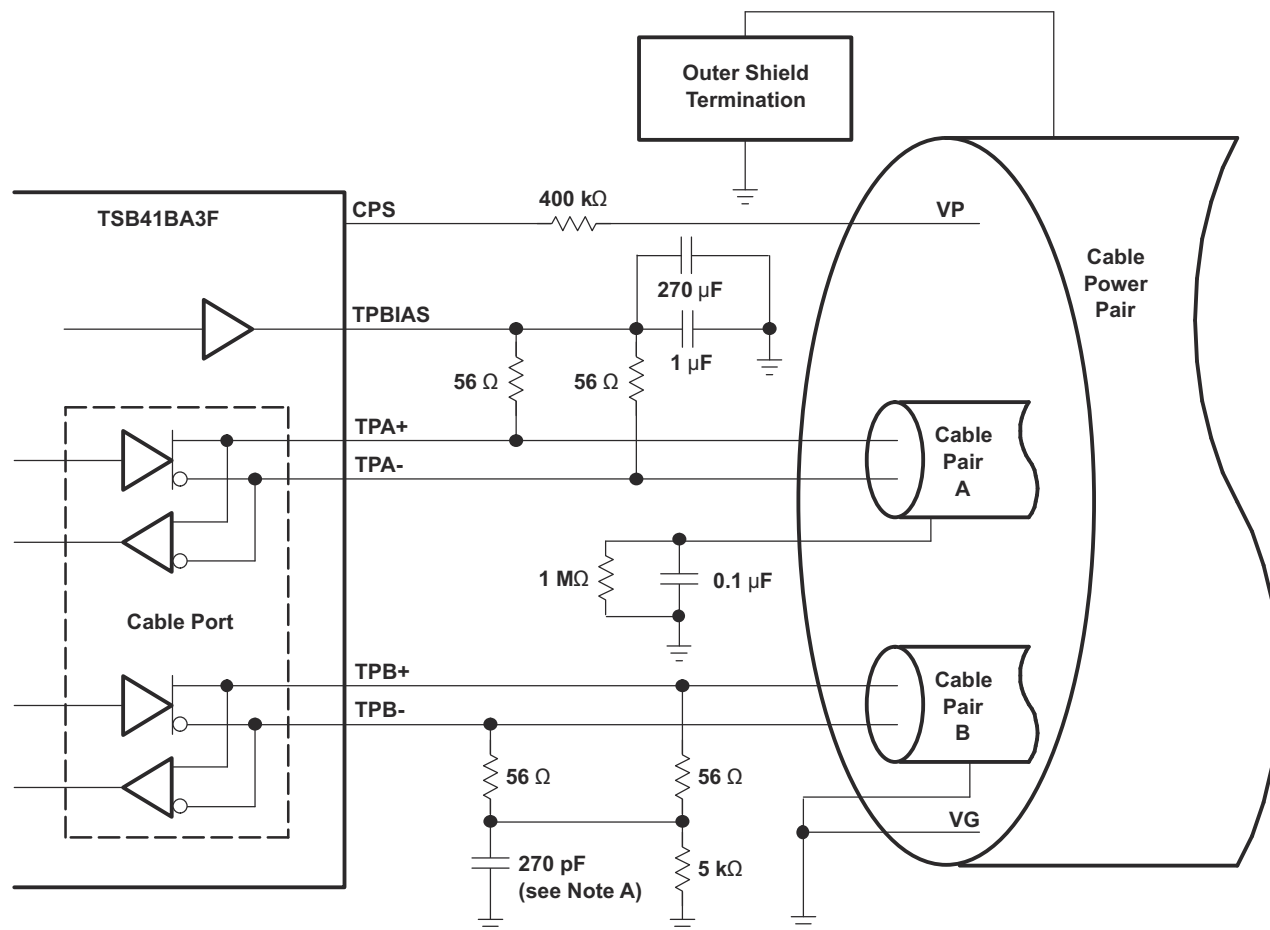 Outer Shield
Termination
TSB41BA3F
CPS
400 kΩ
VP
Cable
Power
Pair
270 µF
TPBIAS
1 µF
56 Ω
56 Ω
TPA+
TPA-
Cable
Pair
A
1 MΩ
0.1 µF
Cable Port
TPB+
TPB-
Cable
Pair
B
56 Ω
56 Ω
VG
270 pF
(see Note A)
5 kΩ